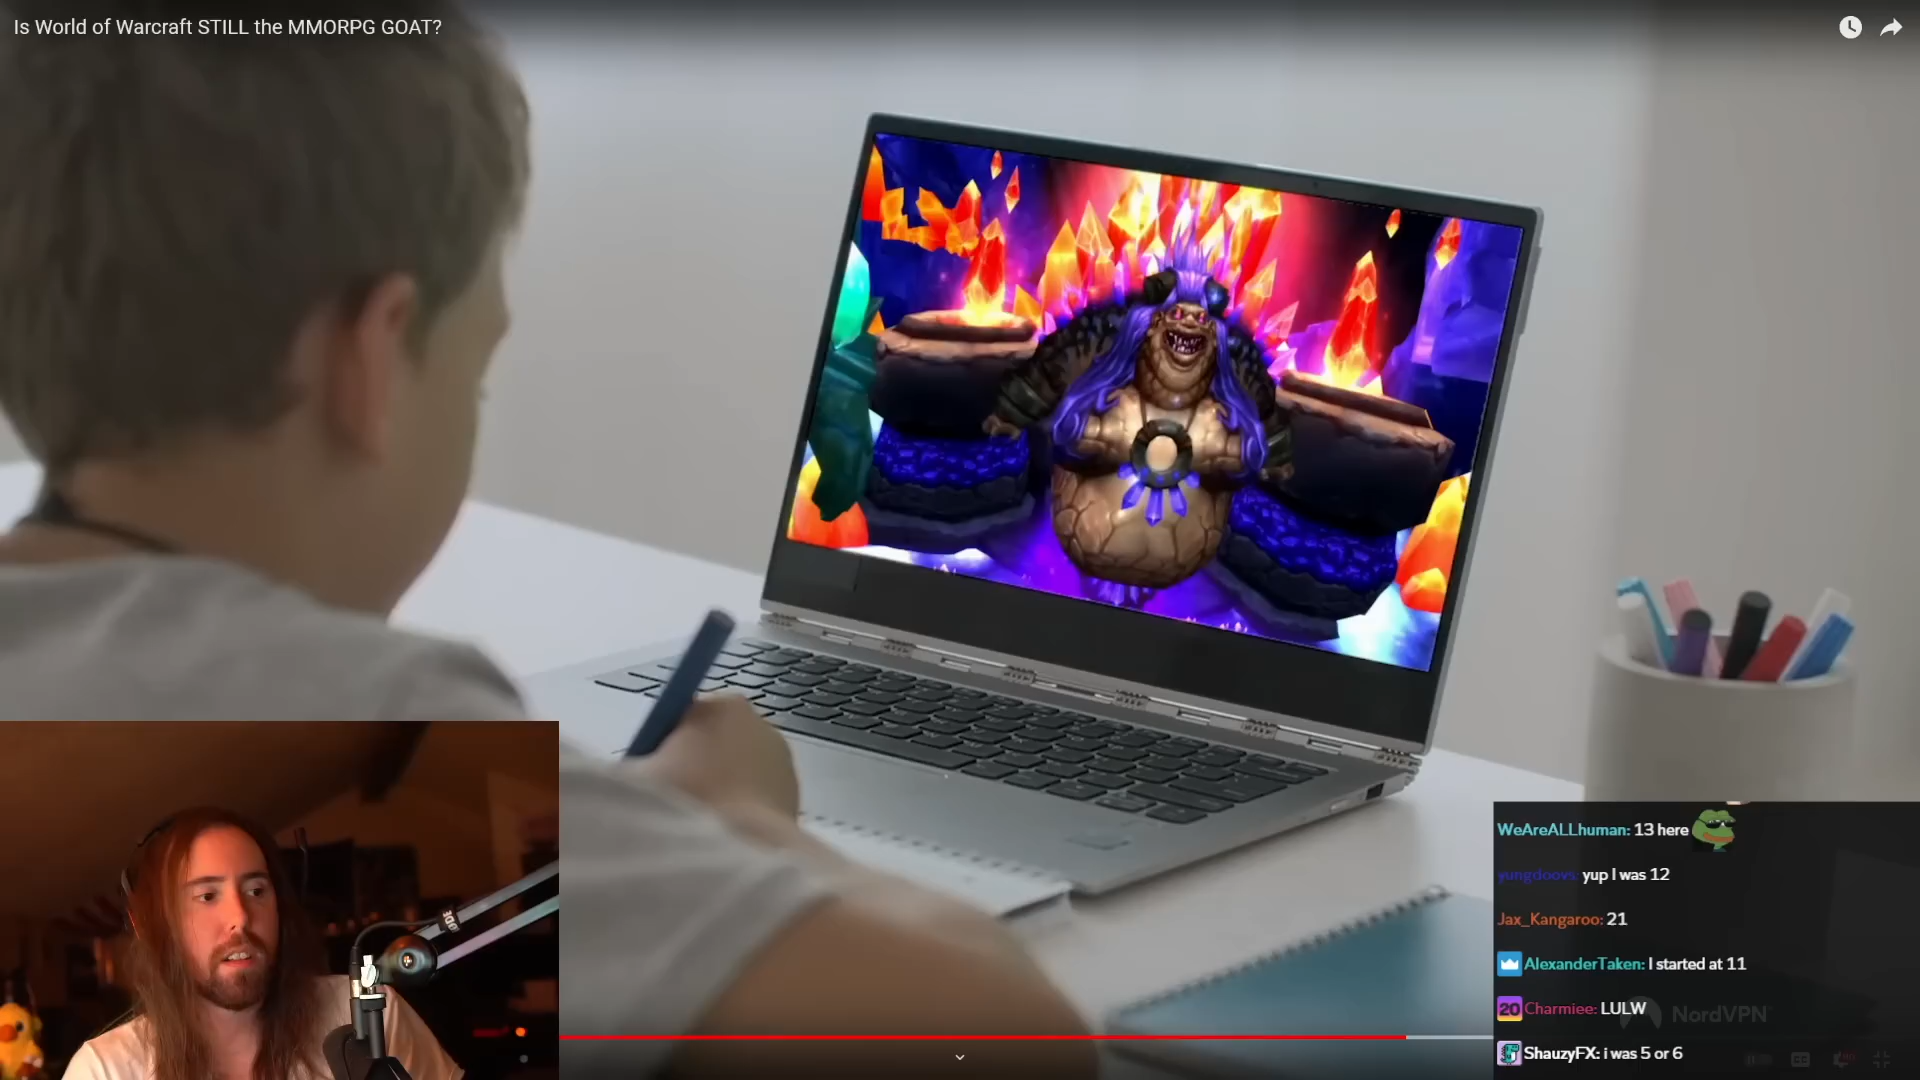 Is World of Warcraft STILL the MMORPG GOAT?
WeAreALLhuman: 13 here
yungdoovs: yup I was 12
Jax_Kangaroo: 21
AlexanderTaken: I started at 11
20 Charmiee: LULW
NordVPN
ShauzyFX: i was 5 or 6